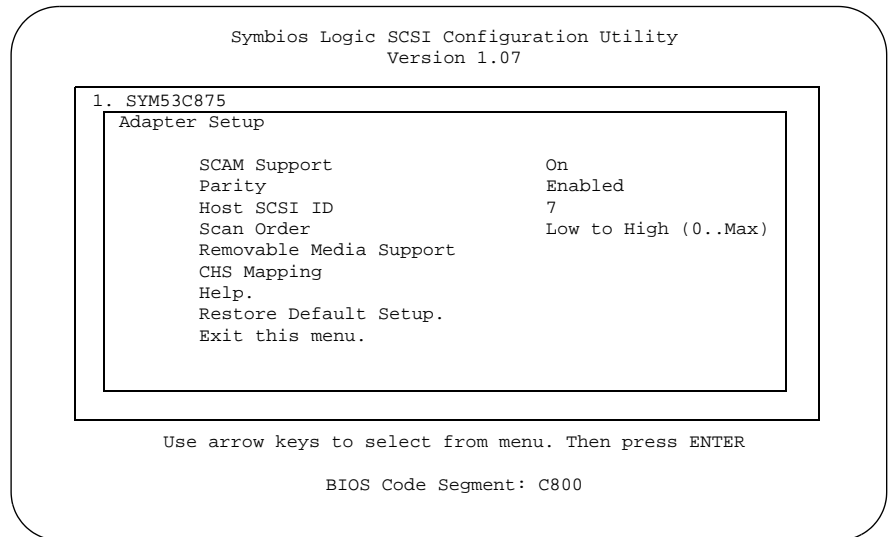 Symbios Logic SCSI Configuration Utility
Version 1.07
1. SYM53C875
Adapter Setup
SCAM Support On
Parity Enabled
Host SCSI ID 7
Scan Order Low to High (0..Max)
Removable Media Support
CHS Mapping
Help.
Restore Default Setup.
Exit this menu.
Use arrow keys to select from menu. Then press ENTER
BIOS Code Segment: C800